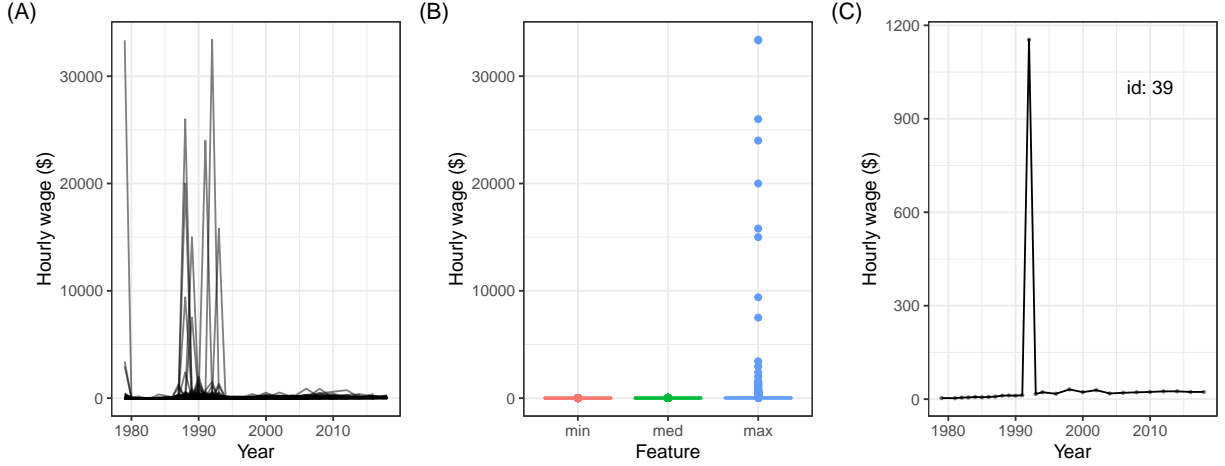 (A)
Hourly wage ($)
30000
20000
10000
0
1980 1990 2000 2010
Year
(B)
Hourly wage ($)
30000
20000
10000
0
min med max
Feature
(C)
Hourly wage ($)
1200
900
600
300
0
id: 39
1980 1990 2000 2010
Year